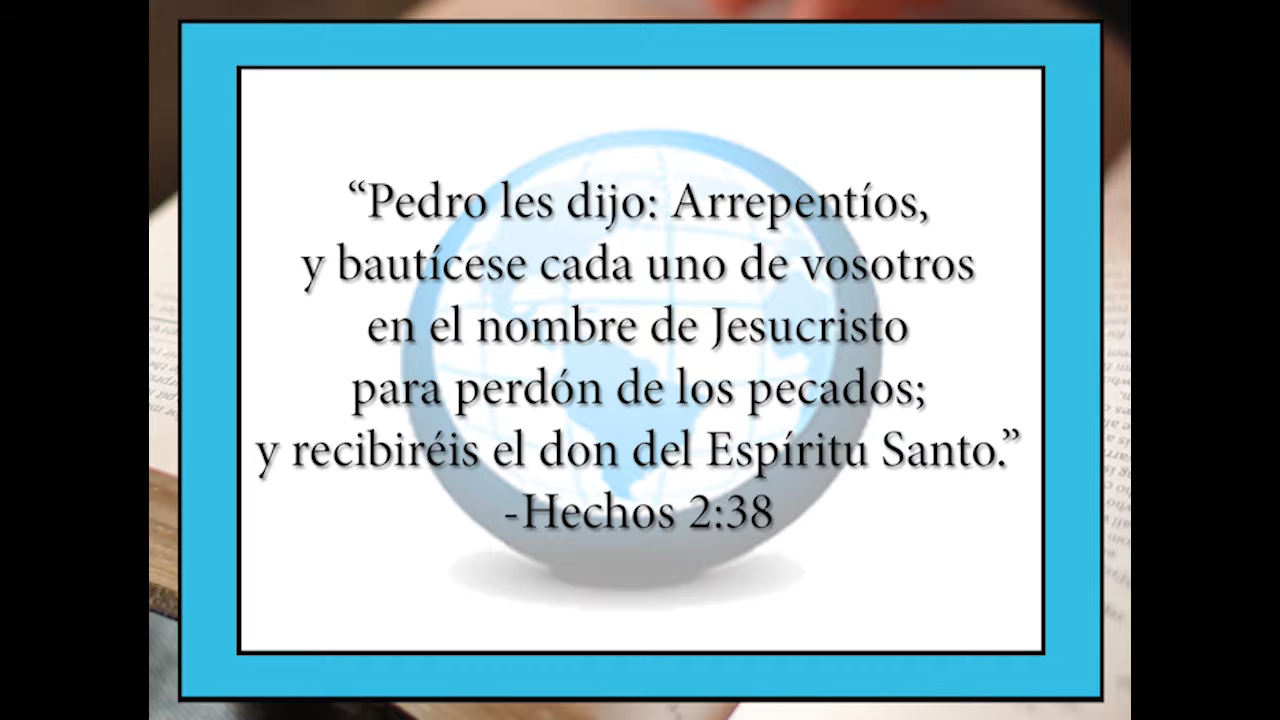 “Pedro les dijo: Arrepentíos,
y bautícese cada uno de vosotros
en el nombre de Jesucristo
para perdón de los pecados;
y recibiréis el don del Espíritu Santo.”
-Hechos 2:38